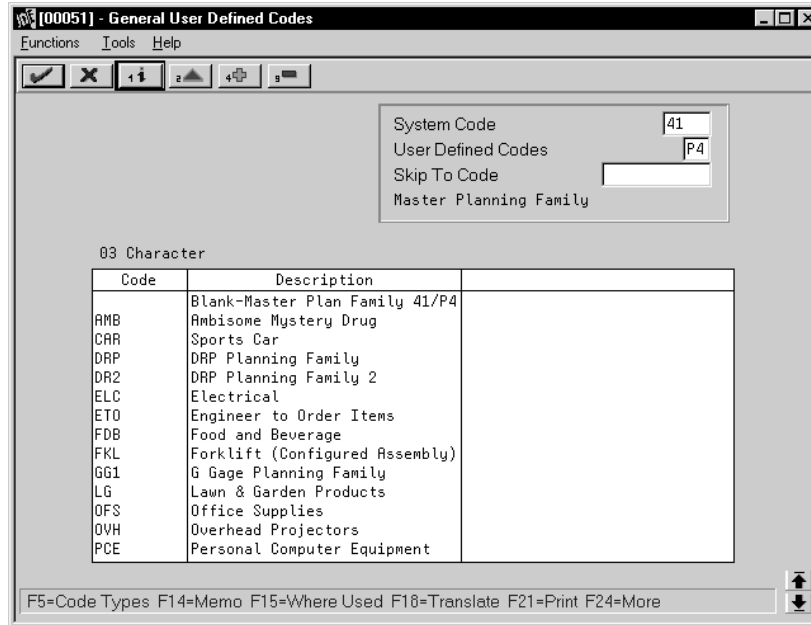 [00051] - General User Defined Codes
Functions Tools Help
1 i 2 4 9
System Code 41
User Defined Codes P4
Skip To Code
Master Planning Family
03 Character
Code Description
Blank-Master Plan Family 41/P4
AMB Ambisome Mystery Drug
CAR Sports Car
DRP DRP Planning Family
DR2 DRP Planning Family 2
ELC Electrical
ETO Engineer to Order Items
FDB Food and Beverage
FKL Forklift (Configured Assembly)
GG1 G Gage Planning Family
LG Lawn & Garden Products
OFS Office Supplies
OVH Overhead Projectors
PCE Personal Computer Equipment
F5=Code Types F14=Memo F15=Where Used F18=Translate F21=Print F24=More